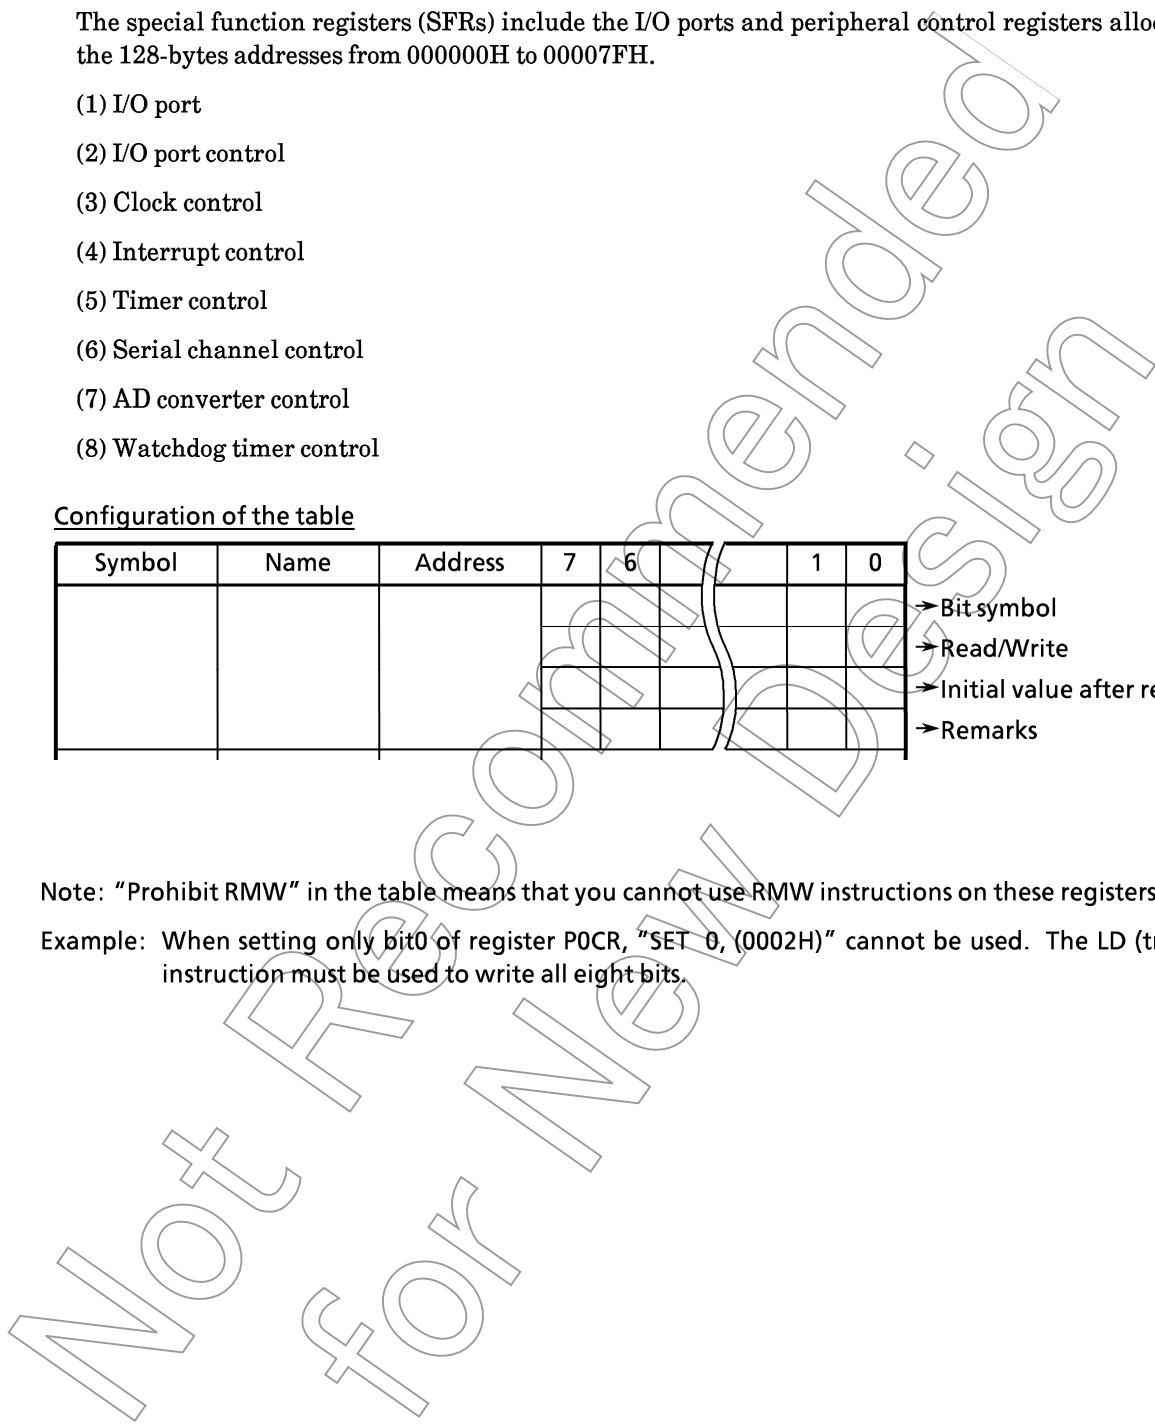 The special function registers (SFRs) include the I/O ports and peripheral control registers allo
the 128-bytes addresses from 000000H to 00007FH.
(1) I/O port
(2) I/O port control
(3) Clock control
(4) Interrupt control
(5) Timer control
(6) Serial channel control
(7) AD converter control
(8) Watchdog timer control
Configuration of the table
Symbol Name Address 7 6 1 0
Bit symbol
Read/Write
Initial value after re
Remarks
Note: “Prohibit RMW” in the table means that you cannot use RMW instructions on these registers
Example: When setting only bit0 of register P0CR, “SET 0, (0002H)” cannot be used. The LD (tr
instruction must be used to write all eight bits.
Not Recommended
for New Design